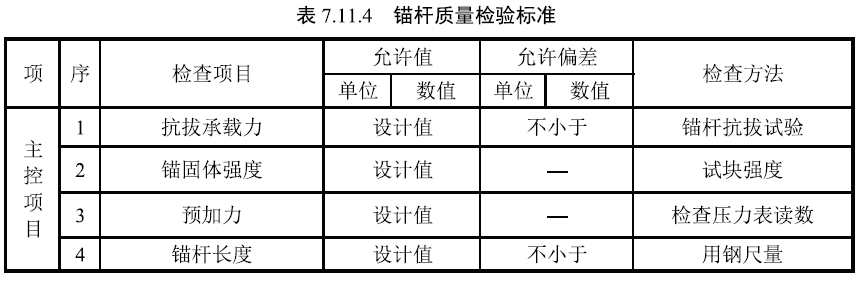 表 7.11.4 锚杆质量检验标准
项 序 检查项目 允许值 允许偏差 检查方法
单位 数值 单位 数值
主控项目
1 抗拔承载力 设计值 不小于 锚杆抗拔试验
2 锚固体强度 设计值 — 试块强度
3 预加力 设计值 — 检查压力表读数
4 锚杆长度 设计值 不小于 用钢尺量